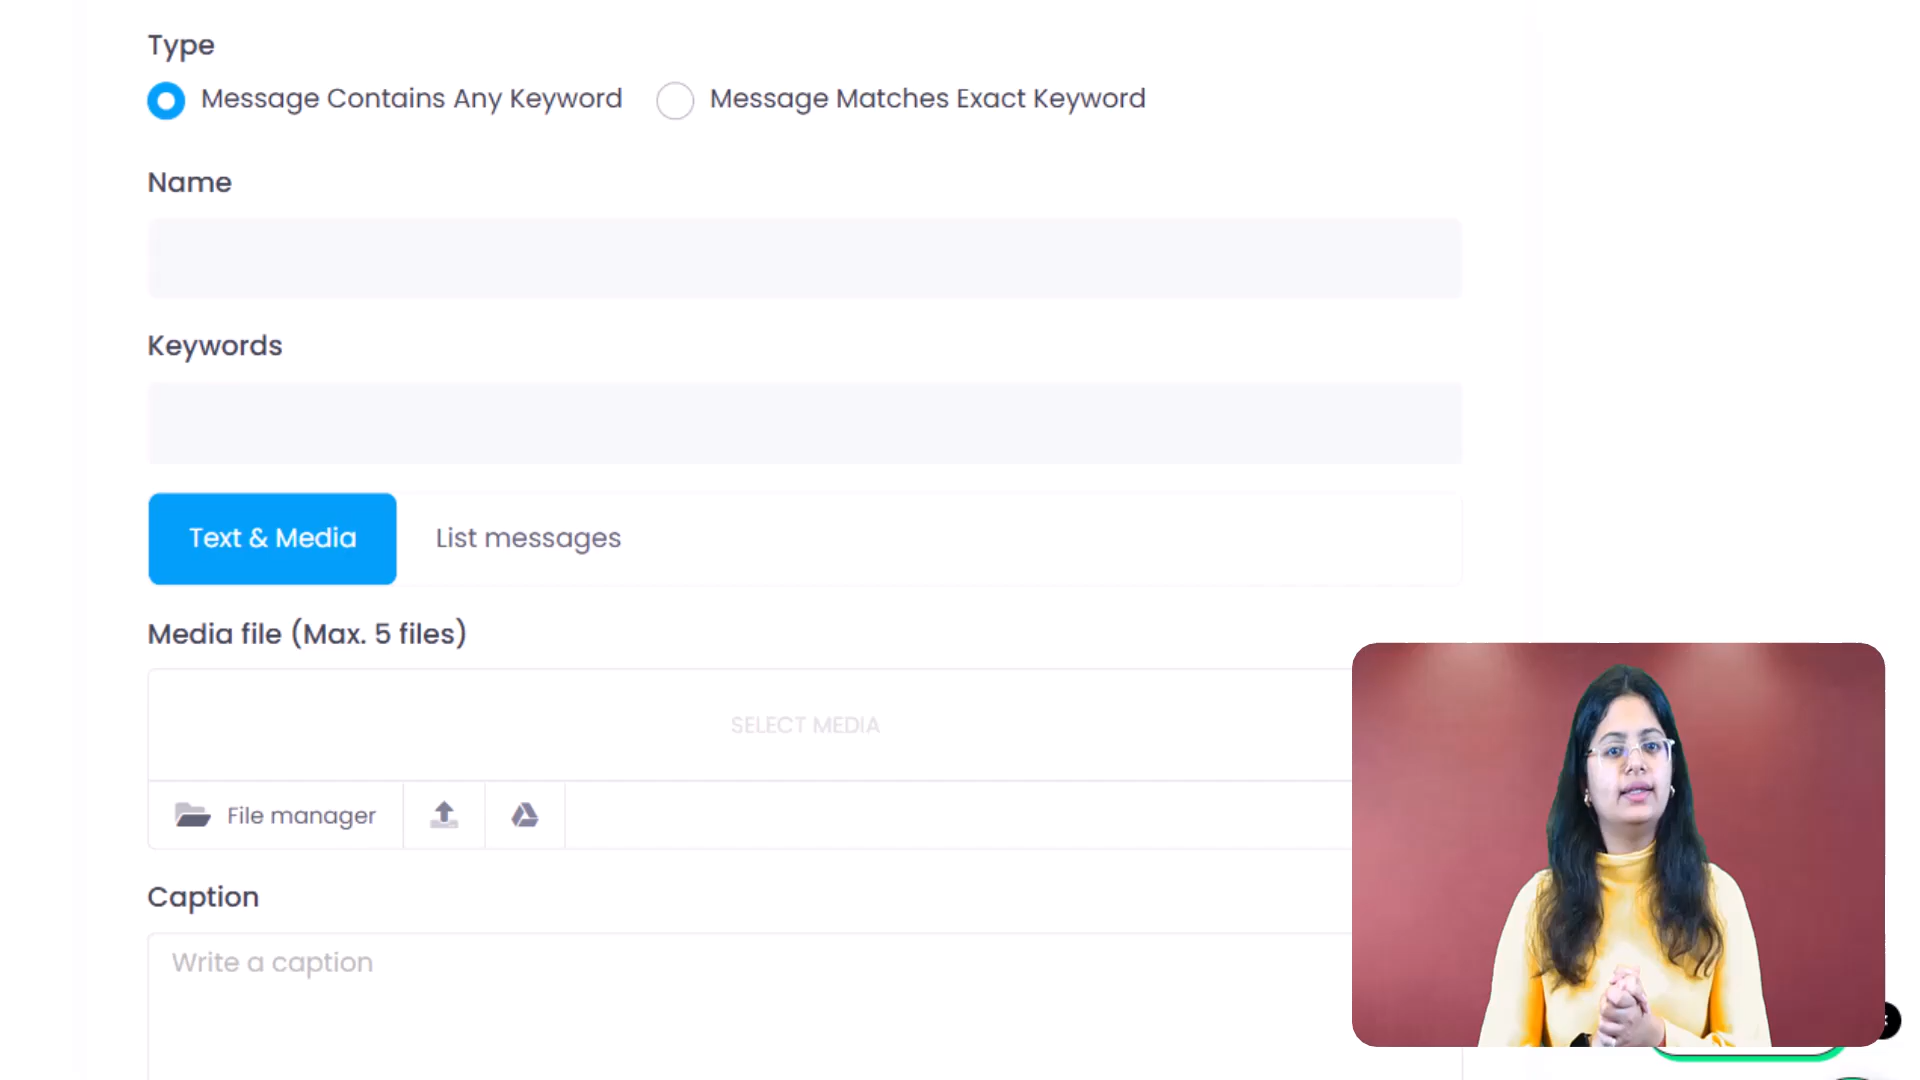 Type
Message Contains Any Keyword Message Matches Exact Keyword
Name
Keywords
Text & Media List messages
Media file (Max. 5 files)
SELECT MEDIA
File manager
Caption
Write a caption